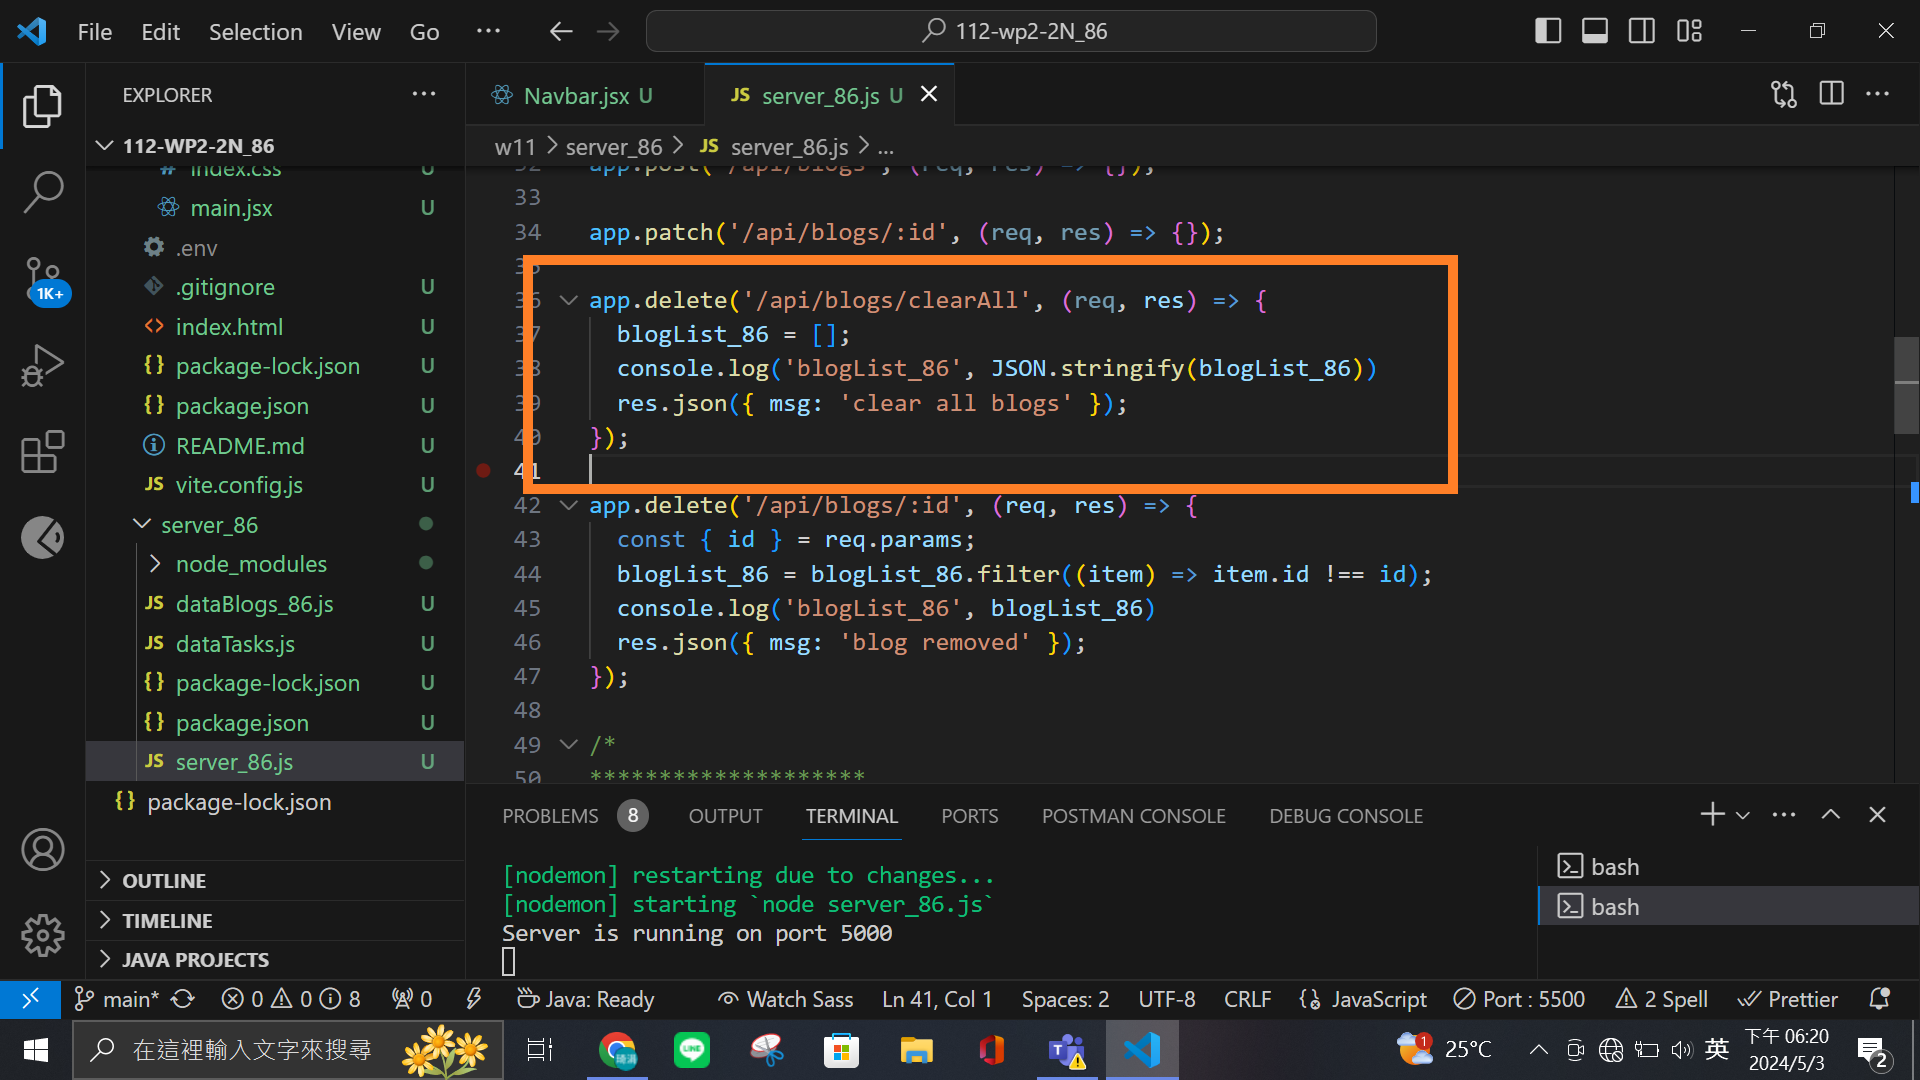 File Edit Selection View Go ··· 112-wp2-2N_86
EXPLORER ···
112-WP2-2N_86
# index.css U
main.jsx U
.env
.gitignore U
index.html U
{} package-lock.json U
{} package.json U
README.md U
JS vite.config.js U
server_86
node_modules
JS dataBlogs_86.js U
JS dataTasks.js U
{} package-lock.json U
{} package.json U
JS server_86.js U
{} package-lock.json
OUTLINE
TIMELINE
JAVA PROJECTS
1K+
Navbar.jsx U JS server_86.js U
w11 > server_86 > JS server_86.js > ...
32 app.post('/api/blogs', (req, res) => {});
33
34 app.patch('/api/blogs/:id', (req, res) => {});
35
36 app.delete('/api/blogs/clearAll', (req, res) => {
37 blogList_86 = [];
38 console.log('blogList_86', JSON.stringify(blogList_86))
39 res.json({ msg: 'clear all blogs' });
40 });
41
42 app.delete('/api/blogs/:id', (req, res) => {
43 const { id } = req.params;
44 blogList_86 = blogList_86.filter((item) => item.id !== id);
45 console.log('blogList_86', blogList_86)
46 res.json({ msg: 'blog removed' });
47 });
48
49 /*
50 ********************
PROBLEMS 8 OUTPUT TERMINAL PORTS POSTMAN CONSOLE DEBUG CONSOLE
[nodemon] restarting due to changes...
[nodemon] starting `node server_86.js`
Server is running on port 5000
bash
bash
main* 0 0 8 0 Java: Ready Watch Sass Ln 41, Col 1 Spaces: 2 UTF-8 CRLF JavaScript Port : 5500 2 Spell Prettier
在這裡輸入文字來搜尋 LINE 1 25°C 英 下午 06:20
2024/5/3 2